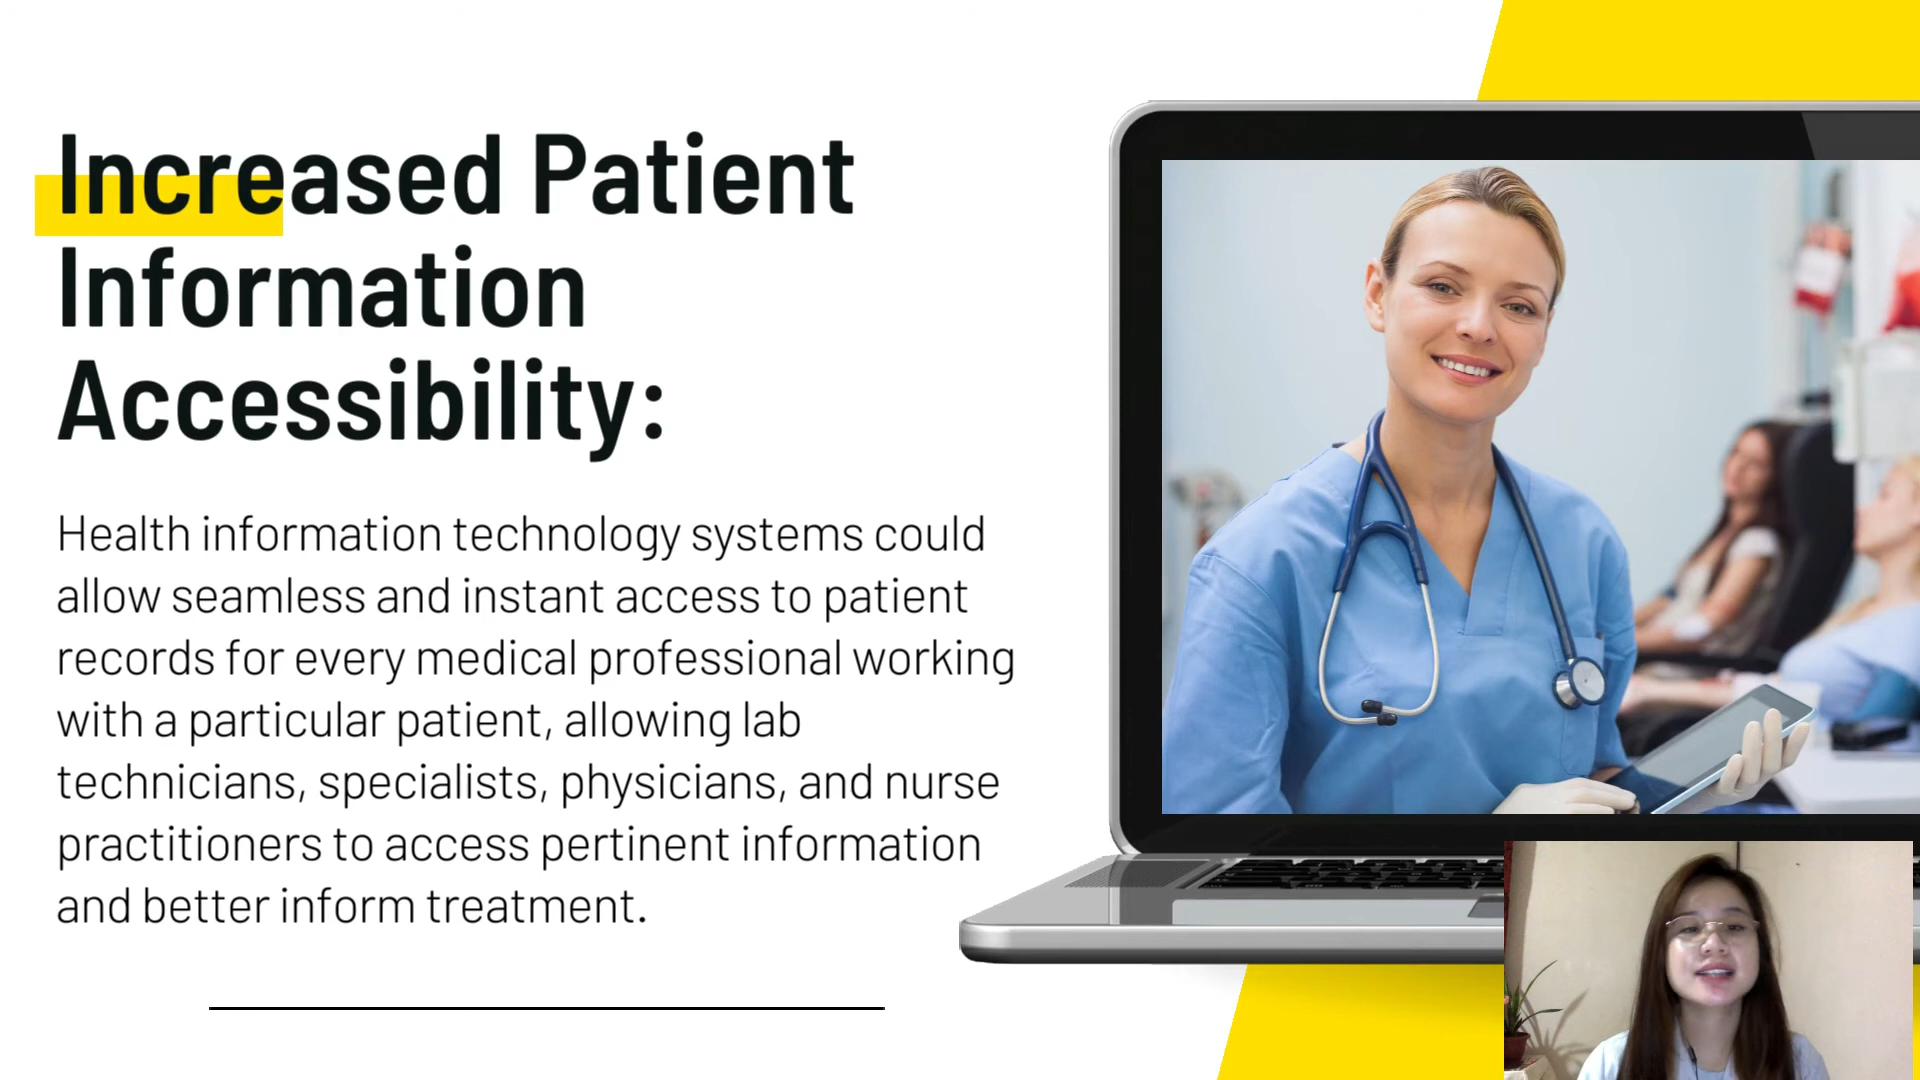 Increased Patient
Information
Accessibility:
Health information technology systems could
allow seamless and instant access to patient
records for every medical professional working
with a particular patient, allowing lab
technicians, specialists, physicians, and nurse
practitioners to access pertinent information
and better inform treatment.